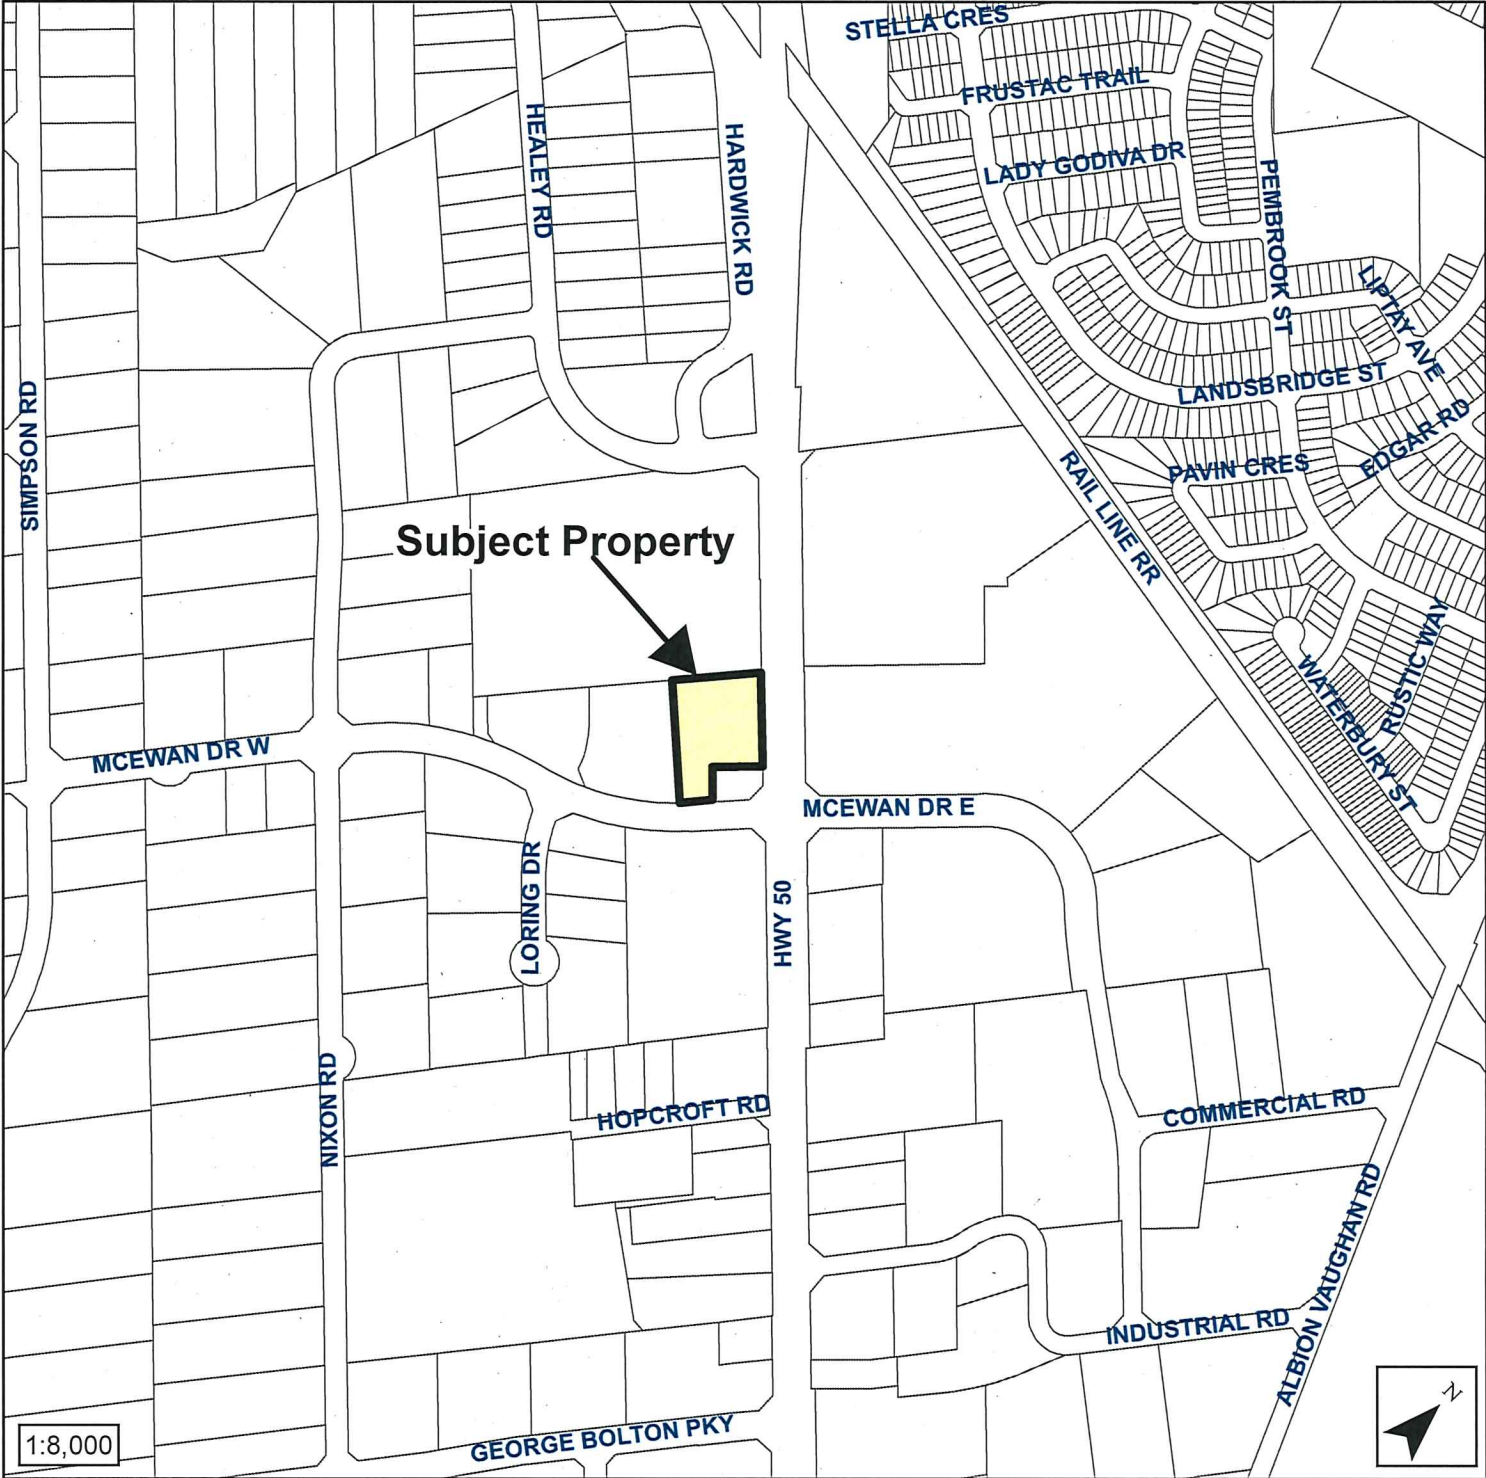 STELLA CRES
FRUSTAC TRAIL
HEALEY RD
HARDWICK RD
LADY GODIVA DR
PEMBROOK ST
LIPTAY AVE
LANDSBRIDGE ST
SIMPSON RD
EDGAR RD
PAVIN CRES
RAIL LINE RR
Subject Property
RUSTIC WAY
WATERBURY ST
MCEWAN DR W
MCEWAN DR E
LORING DR
HWY 50
NIXON RD
HOPCROFT RD
COMMERCIAL RD
ALBION VAUGHAN RD
INDUSTRIAL RD
N
GEORGE BOLTON PKY
1:8,000